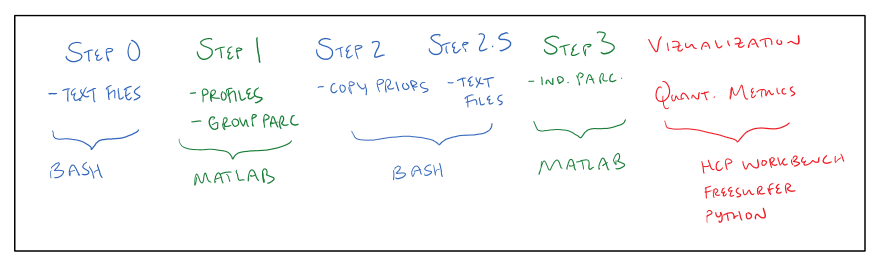 STEP 0
- TEXT FILES
BASH
STEP 1
- PROFILES
- GROUP PARC
MATLAB
STEP 2
- COPY PRIORS
STEP 2.5
- TEXT
FILES
BASH
STEP 3
- IND. PARC.
MATLAB
VIZUALIZATION
QUANT. METRICS
HCP WORKBENCH
FREESURFER
PYTHON